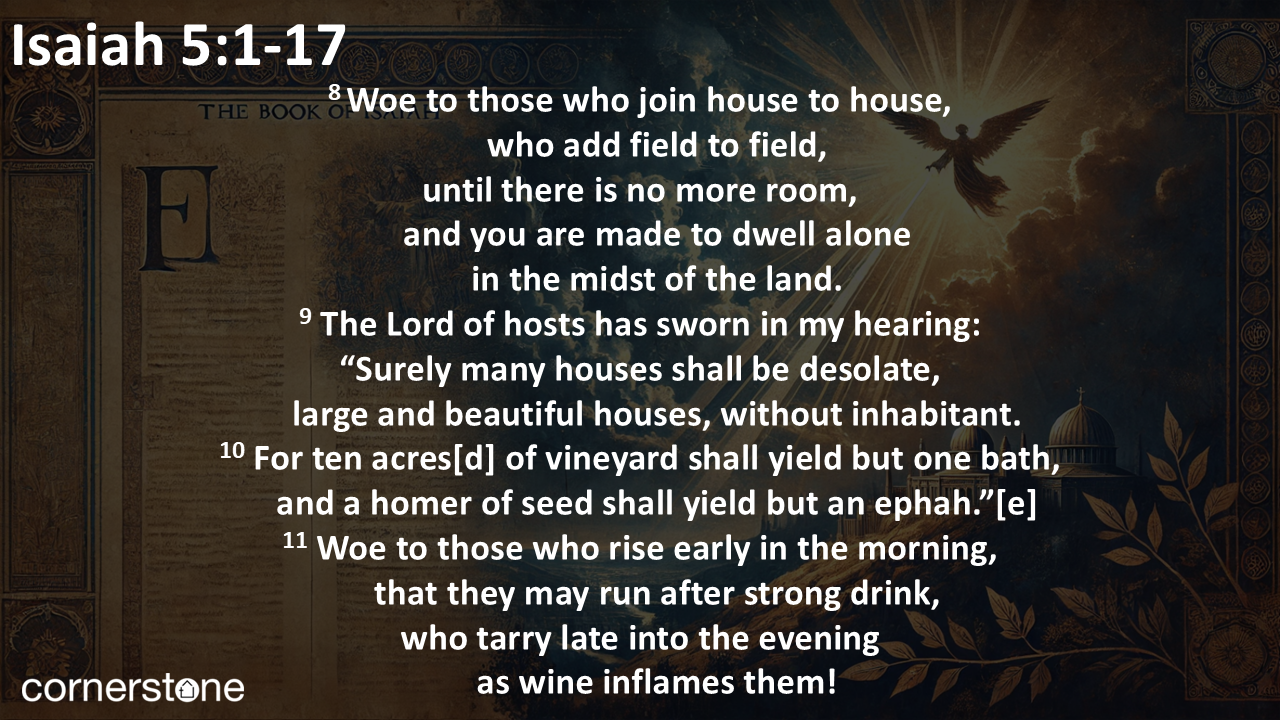 Isaiah 5:1-17
THE BOOK OF ISAIAH
E
8 Woe to those who join house to house,
who add field to field,
until there is no more room,
and you are made to dwell alone
in the midst of the land.
9 The Lord of hosts has sworn in my hearing:
“Surely many houses shall be desolate,
large and beautiful houses, without inhabitant.
10 For ten acres[d] of vineyard shall yield but one bath,
and a homer of seed shall yield but an ephah.”[e]
11 Woe to those who rise early in the morning,
that they may run after strong drink,
who tarry late into the evening
as wine inflames them!
cornerstone